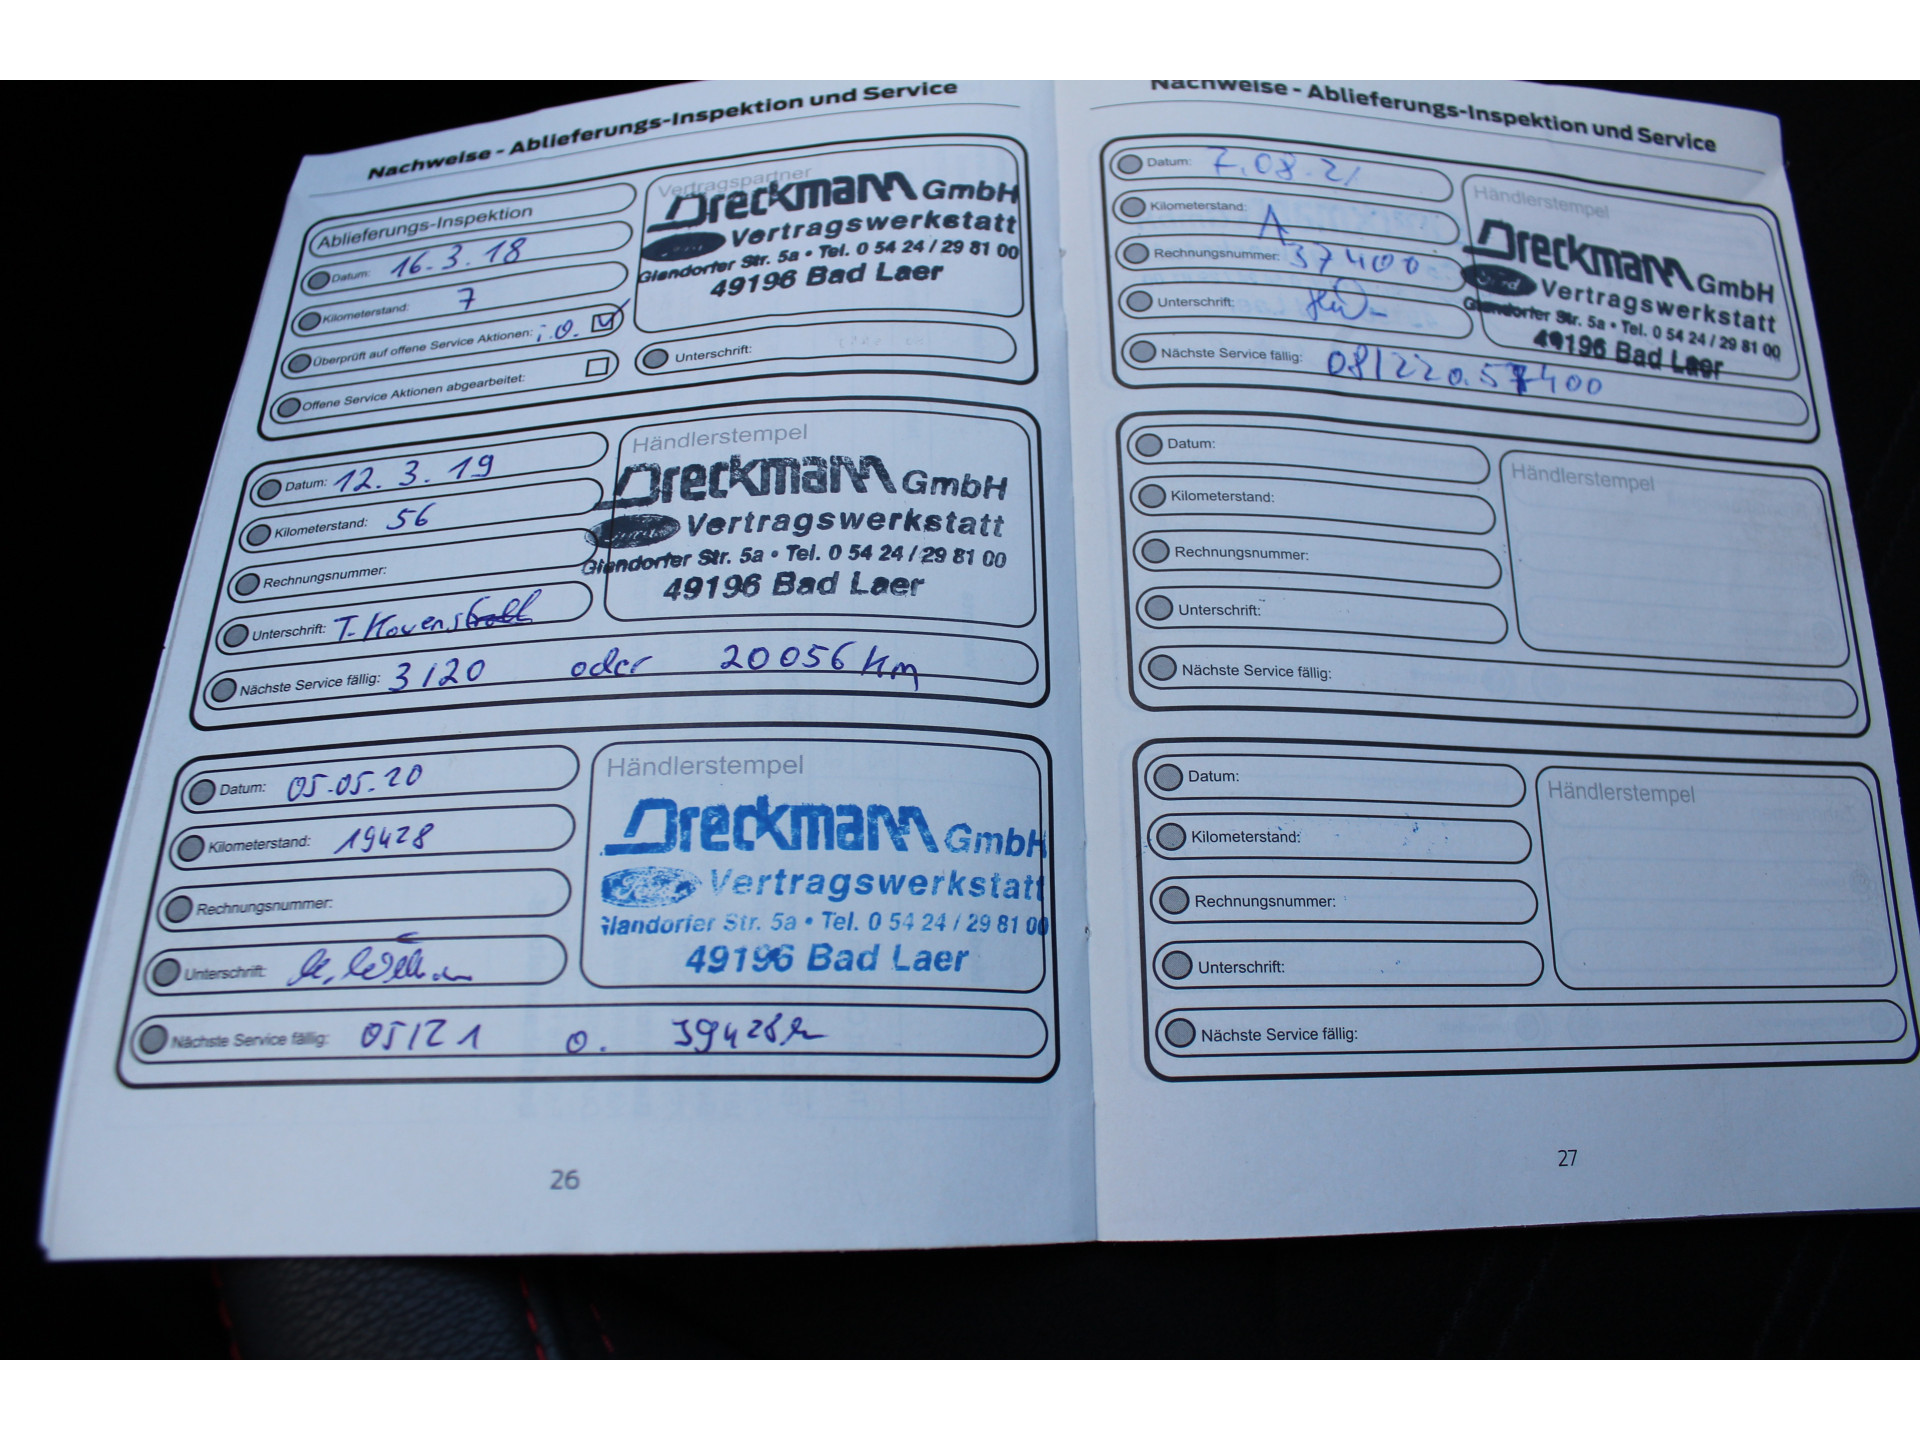 Nachweise - Ablieferungs-Inspektion und Service
Ablieferungs-Inspektion
Datum: 16.3.18
Kilometerstand: 7
Überprüft auf offene Service Aktionen: i.O.
Offene Service Aktionen abgearbeitet:
Vertragspartner
Dreckmann GmbH
Vertragswerkstatt
Glandorfer Str. 5a • Tel. 0 54 24 / 29 81 00
49196 Bad Laer
Unterschrift:
Datum: 12.3.19
Kilometerstand: 56
Rechnungsnummer:
Unterschrift:
Nächste Service fällig: 3/20 oder 20056 Km
Händlerstempel
Dreckmann GmbH
Ford Vertragswerkstatt
Glandorfer Str. 5a • Tel. 0 54 24 / 29 81 00
49196 Bad Laer
Datum: 05.05.20
Kilometerstand: 19428
Rechnungsnummer:
Unterschrift:
Nächste Service fällig: 05/21 o. 39428
Händlerstempel
Dreckmann GmbH
Ford Vertragswerkstatt
Glandorfer Str. 5a • Tel. 0 54 24 / 29 81 00
49196 Bad Laer
26
Nachweise - Ablieferungs-Inspektion und Service
Datum: 7.08.21
Kilometerstand: A
Rechnungsnummer: 37400
Unterschrift:
Nächste Service fällig: 08/22 o. 57400
Händlerstempel
Dreckmann GmbH
Ford Vertragswerkstatt
Glandorfer Str. 5a • Tel. 0 54 24 / 29 81 00
49196 Bad Laer
Datum:
Kilometerstand:
Rechnungsnummer:
Unterschrift:
Nächste Service fällig:
Händlerstempel
Datum:
Kilometerstand:
Rechnungsnummer:
Unterschrift:
Nächste Service fällig:
Händlerstempel
27